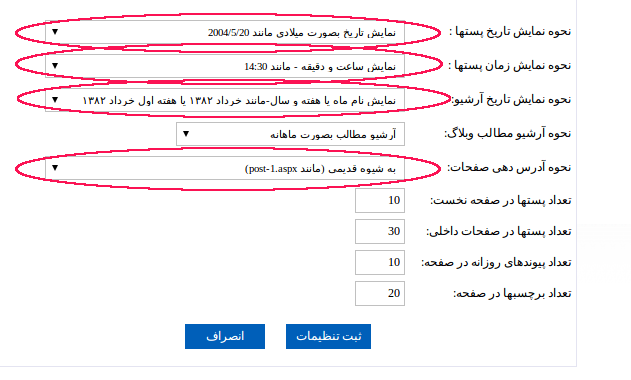 نحوه نمایش تاریخ پستها : نمایش تاریخ بصورت میلادی مانند 2004/5/20
نحوه نمایش زمان پستها : نمایش ساعت و دقیقه - مانند 14:30
نحوه نمایش تاریخ آرشیو: نمایش نام ماه یا هفته و سال-مانند خرداد ۱۳۸۲ یا هفته اول خرداد ۱۳۸۲
نحوه آرشیو مطالب وبلاگ: آرشیو مطالب بصورت ماهانه
نحوه آدرس دهی صفحات: به شیوه قدیمی (مانند post-1.aspx)
تعداد پستها در صفحه نخست: 10
تعداد پستها در صفحات داخلی: 30
تعداد پیوندهای روزانه در صفحه: 10
تعداد برچسبها در صفحه: 20
ثبت تنظیمات انصراف